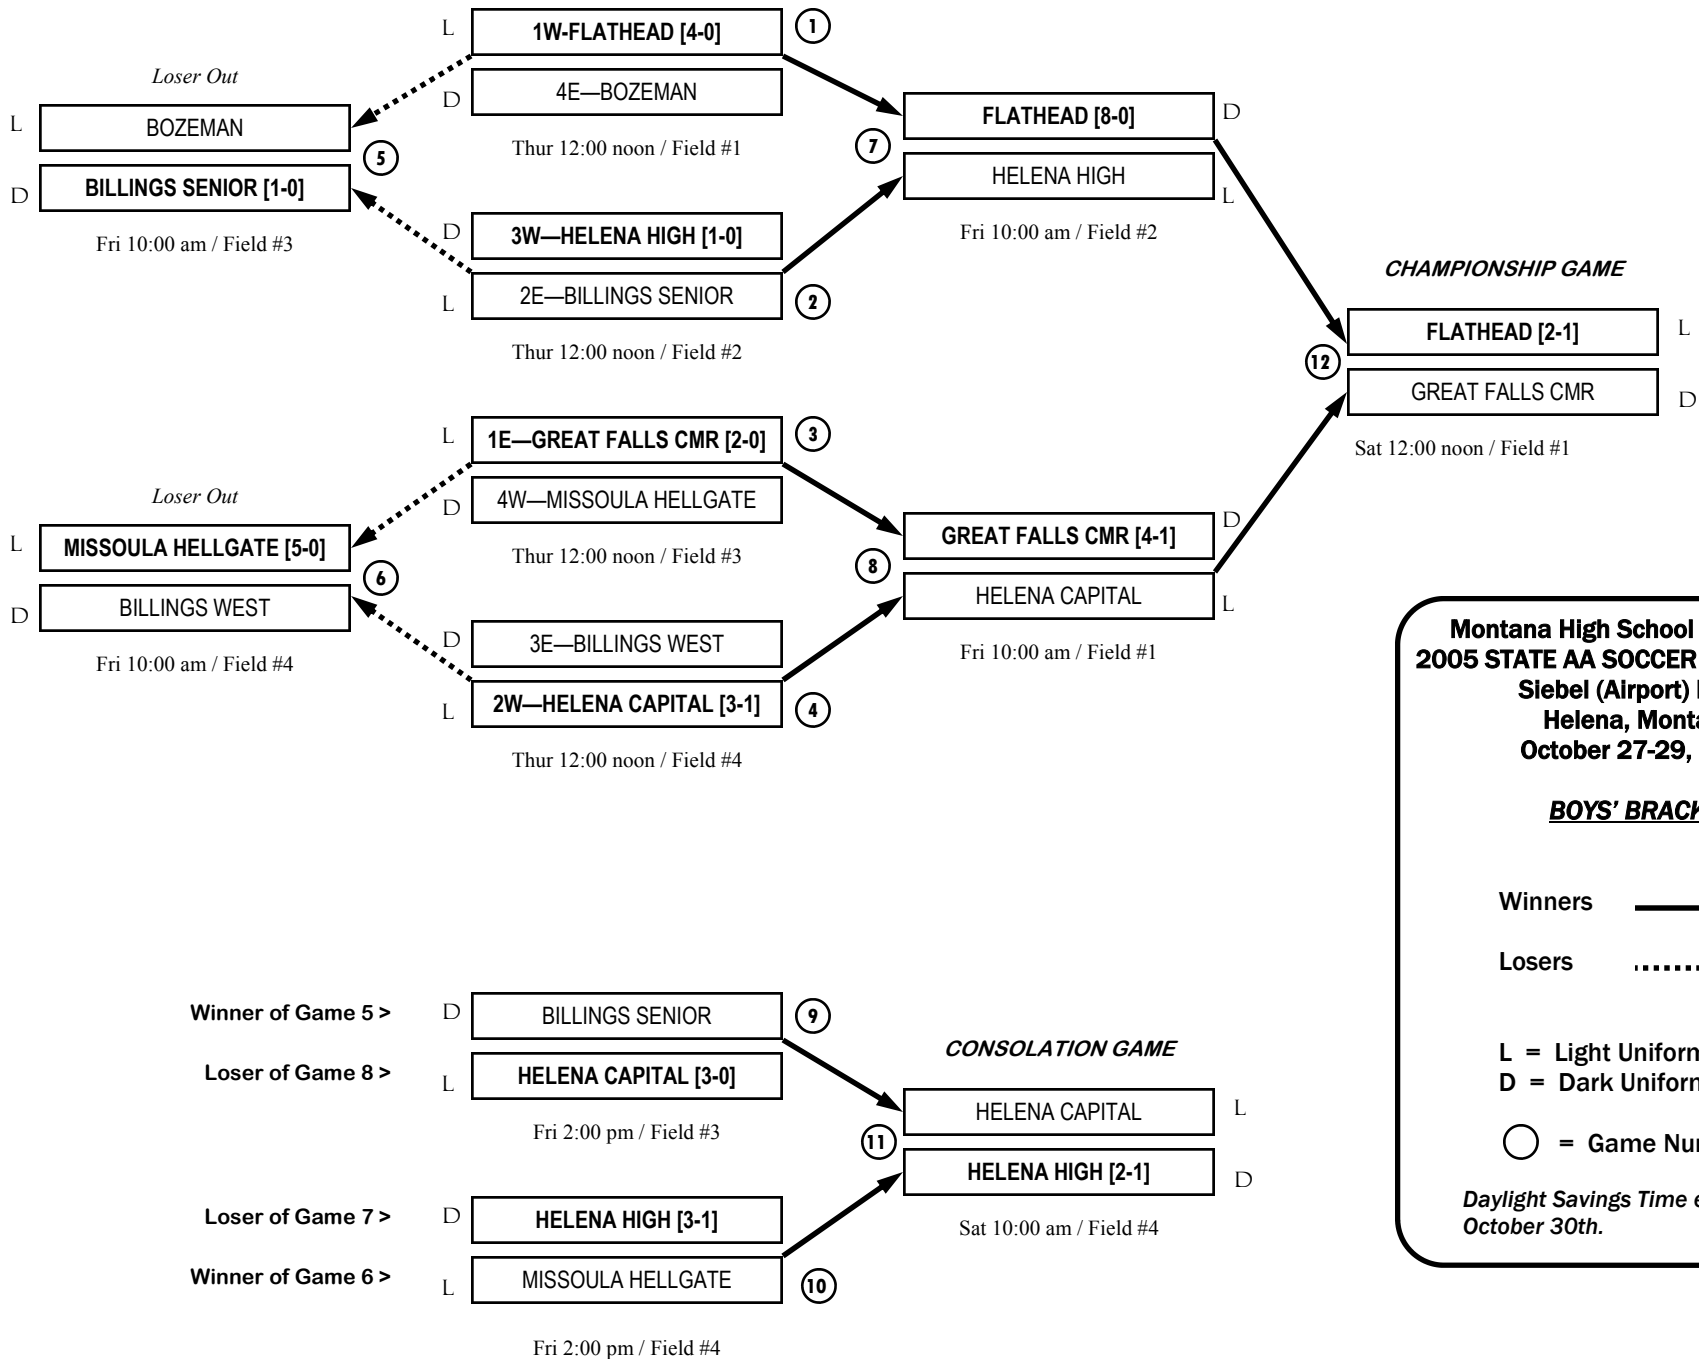 L
1W-FLATHEAD [4-0]
1
D
4E—BOZEMAN
Thur 12:00 noon / Field #1
Loser Out
L
BOZEMAN
5
D
BILLINGS SENIOR [1-0]
Fri 10:00 am / Field #3
D
3W—HELENA HIGH [1-0]
L
2E—BILLINGS SENIOR
2
Thur 12:00 noon / Field #2
FLATHEAD [8-0]
D
7
HELENA HIGH
L
Fri 10:00 am / Field #2
L
1E—GREAT FALLS CMR [2-0]
3
D
4W—MISSOULA HELLGATE
Thur 12:00 noon / Field #3
Loser Out
L
MISSOULA HELLGATE [5-0]
6
D
BILLINGS WEST
Fri 10:00 am / Field #4
D
3E—BILLINGS WEST
L
2W—HELENA CAPITAL [3-1]
4
Thur 12:00 noon / Field #4
GREAT FALLS CMR [4-1]
D
8
HELENA CAPITAL
L
Fri 10:00 am / Field #1
CHAMPIONSHIP GAME
FLATHEAD [2-1]
L
12
GREAT FALLS CMR
D
Sat 12:00 noon / Field #1
Montana High School
2005 STATE AA SOCCER
Siebel (Airport)
Helena,
October 27-29,
BOYS'
Winners
Losers
L = Light
D = Dark
= Game
Daylight Savings Time
October 30th.
Winner of Game 5 >
D
BILLINGS SENIOR
9
Loser of Game 8 >
L
HELENA CAPITAL [3-0]
Fri 2:00 pm / Field #3
Loser of Game 7 >
D
HELENA HIGH [3-1]
Winner of Game 6 >
L
MISSOULA HELLGATE
10
Fri 2:00 pm / Field #4
CONSOLATION GAME
HELENA CAPITAL
L
11
HELENA HIGH [2-1]
D
Sat 10:00 am / Field #4